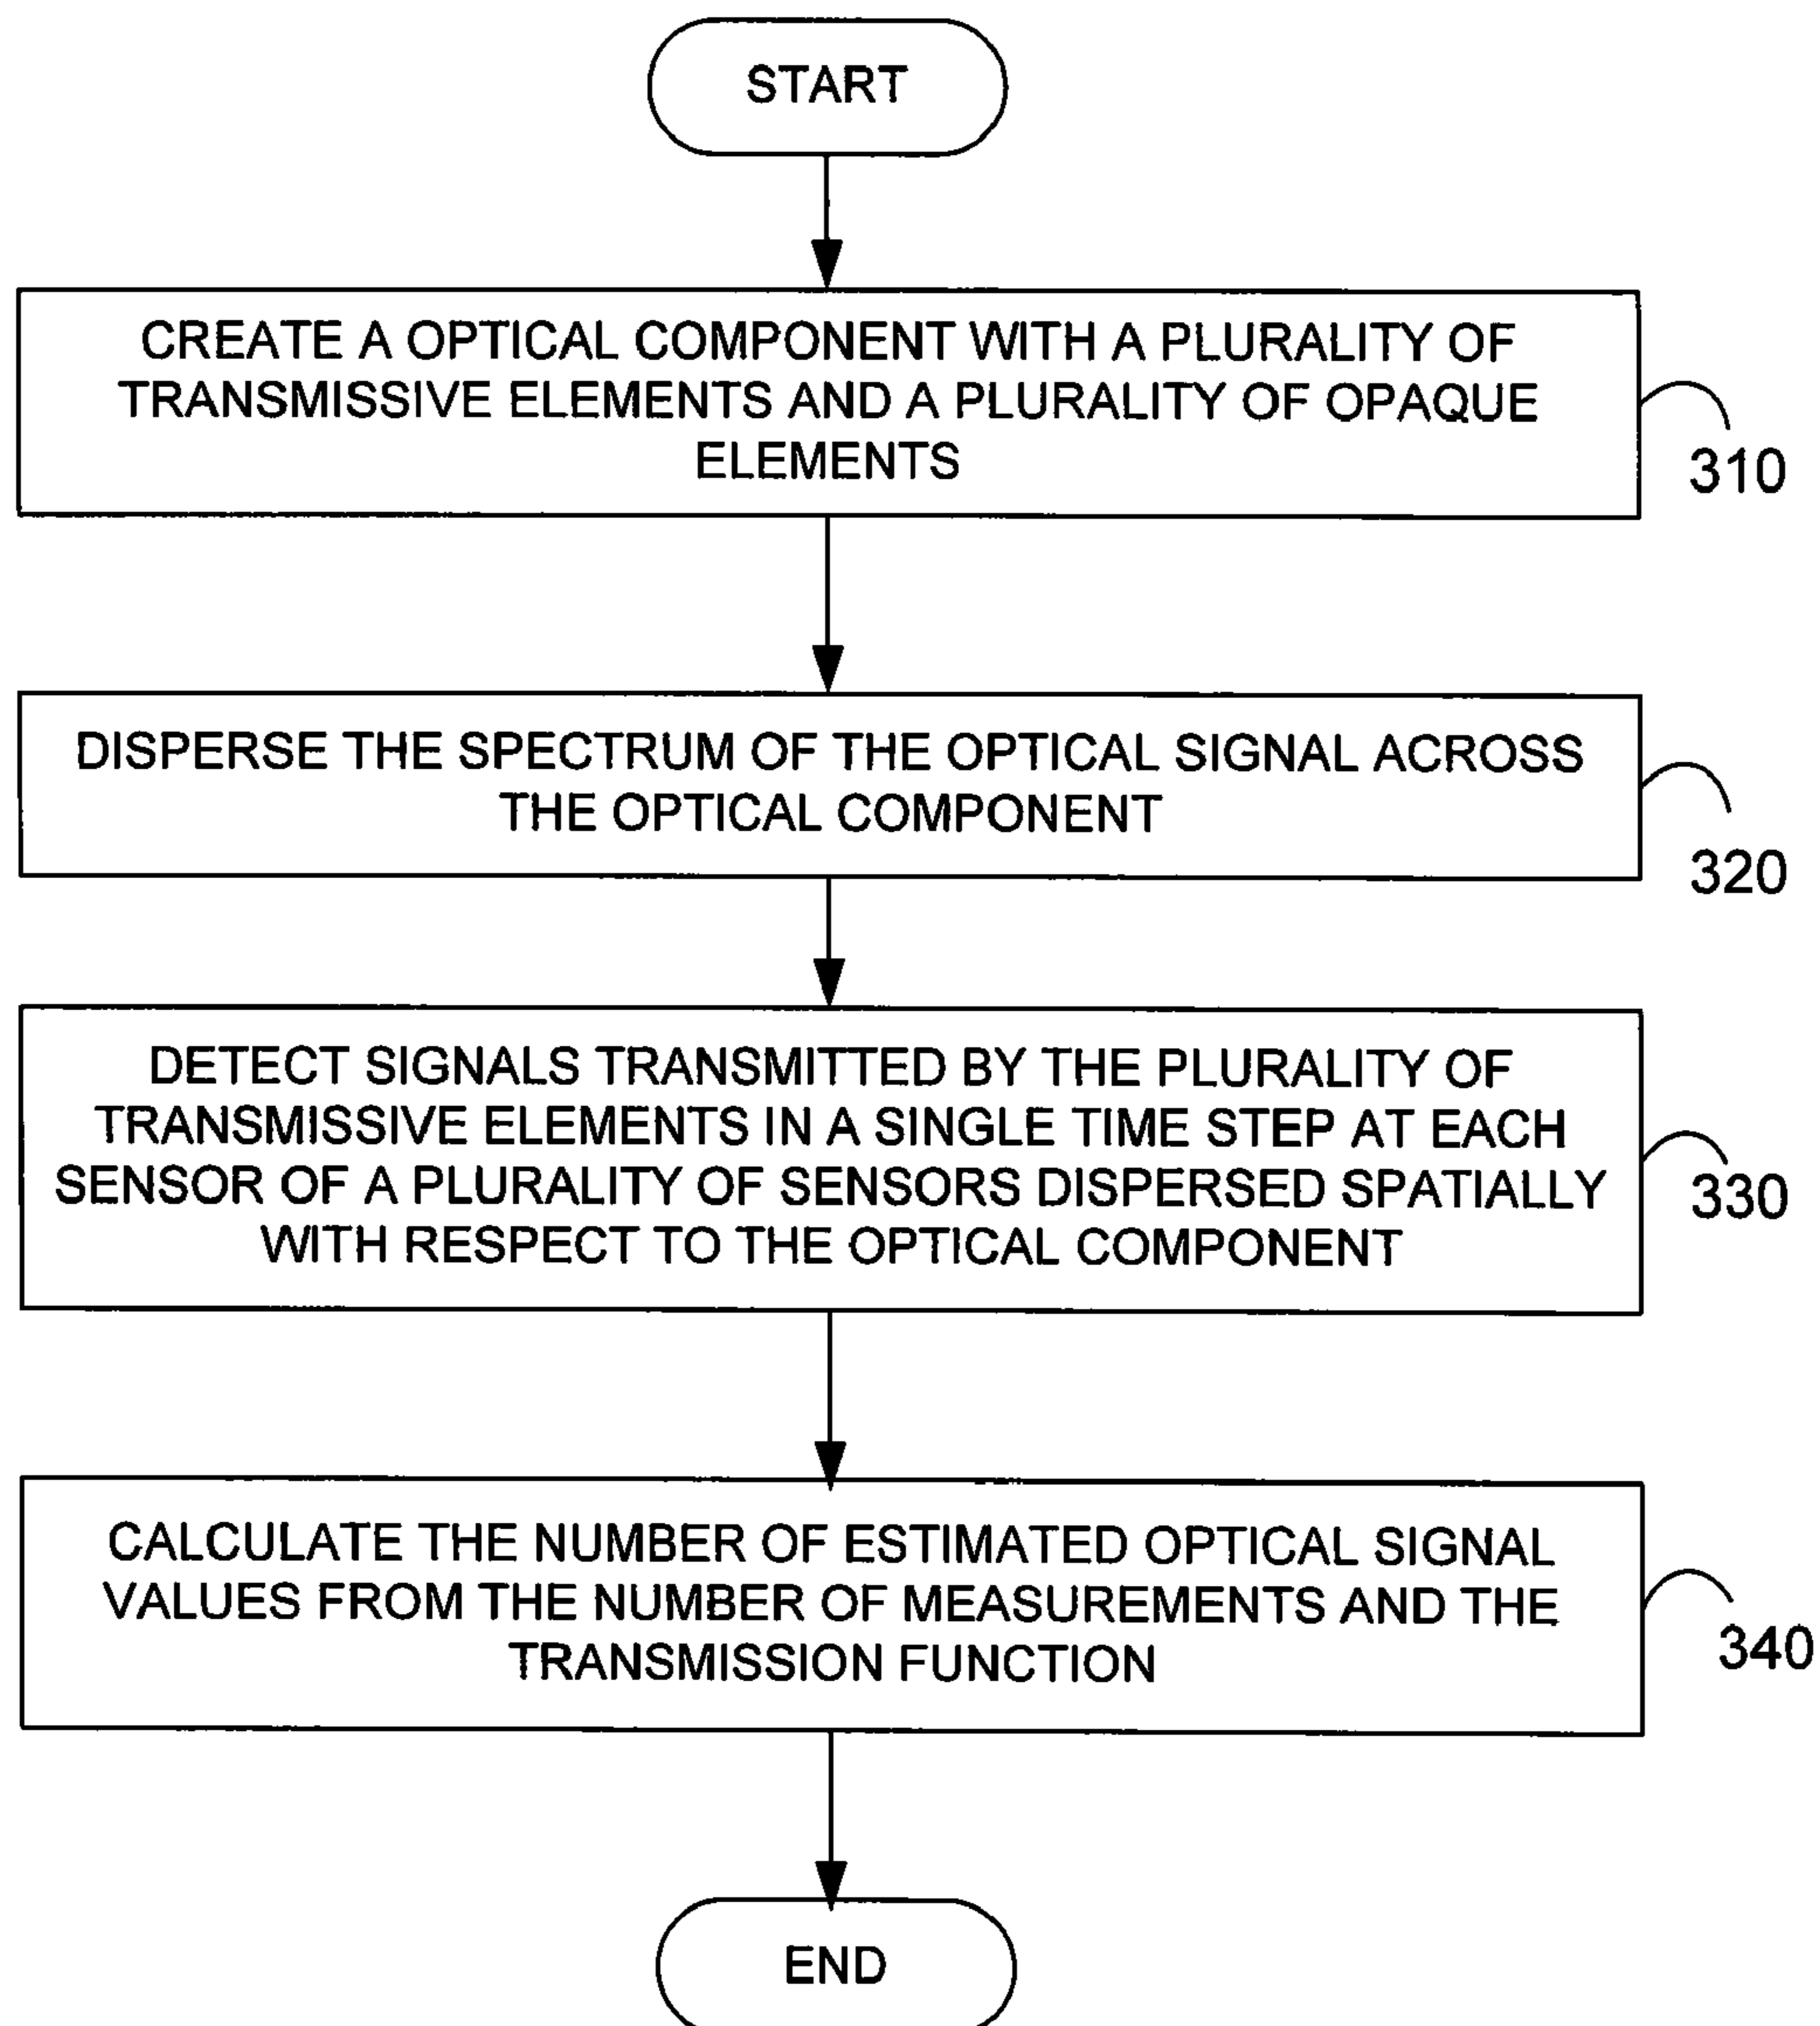 START
CREATE A OPTICAL COMPONENT WITH A PLURALITY OF
TRANSMISSIVE ELEMENTS AND A PLURALITY OF OPAQUE
ELEMENTS
310
DISPERSE THE SPECTRUM OF THE OPTICAL SIGNAL ACROSS
THE OPTICAL COMPONENT
320
DETECT SIGNALS TRANSMITTED BY THE PLURALITY OF
TRANSMISSIVE ELEMENTS IN A SINGLE TIME STEP AT EACH
SENSOR OF A PLURALITY OF SENSORS DISPERSED SPATIALLY
WITH RESPECT TO THE OPTICAL COMPONENT
330
CALCULATE THE NUMBER OF ESTIMATED OPTICAL SIGNAL
VALUES FROM THE NUMBER OF MEASUREMENTS AND THE
TRANSMISSION FUNCTION
340
END